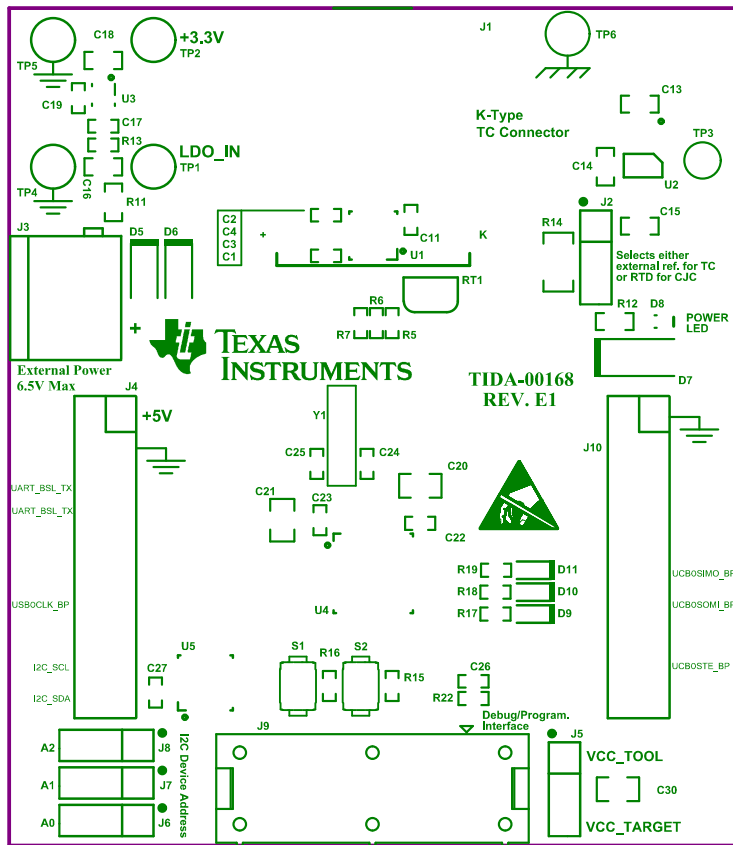 C18
+3.3V
J1
TP6
TP5
TP2
C13
C19
U3
K-Type
TC Connector
C17
R13
LDO_IN
TP3
C14
TP4
C16
TP1
U2
R11
J2
J3
C2
C4
C3
C1
+
C11
K
R14
C15
D5
D6
U1
Selects either
external ref. for TC
or RTD for CJC
RT1
R6
R12
D8
R7
R5
POWER
LED
+
TEXAS
INSTRUMENTS
External Power
6.5V Max
TIDA-00168
REV. E1
D7
J4
+5V
Y1
J10
C25
C24
C20
UART_BSL_TX
C21
C23
UART_BSL_TX
C22
R19
D11
UCB0SIMO_BP
R18
D10
USB0CLK_BP
U4
R17
D9
UCB0SOMI_BP
U5
S1
R16
S2
I2C_SCL
C27
R15
C26
UCB0STE_BP
I2C_SDA
R22
Debug/Program.
Interface
J9
J5
A2
J8
I2C Device Address
VCC_TOOL
A1
J7
C30
A0
J6
VCC_TARGET